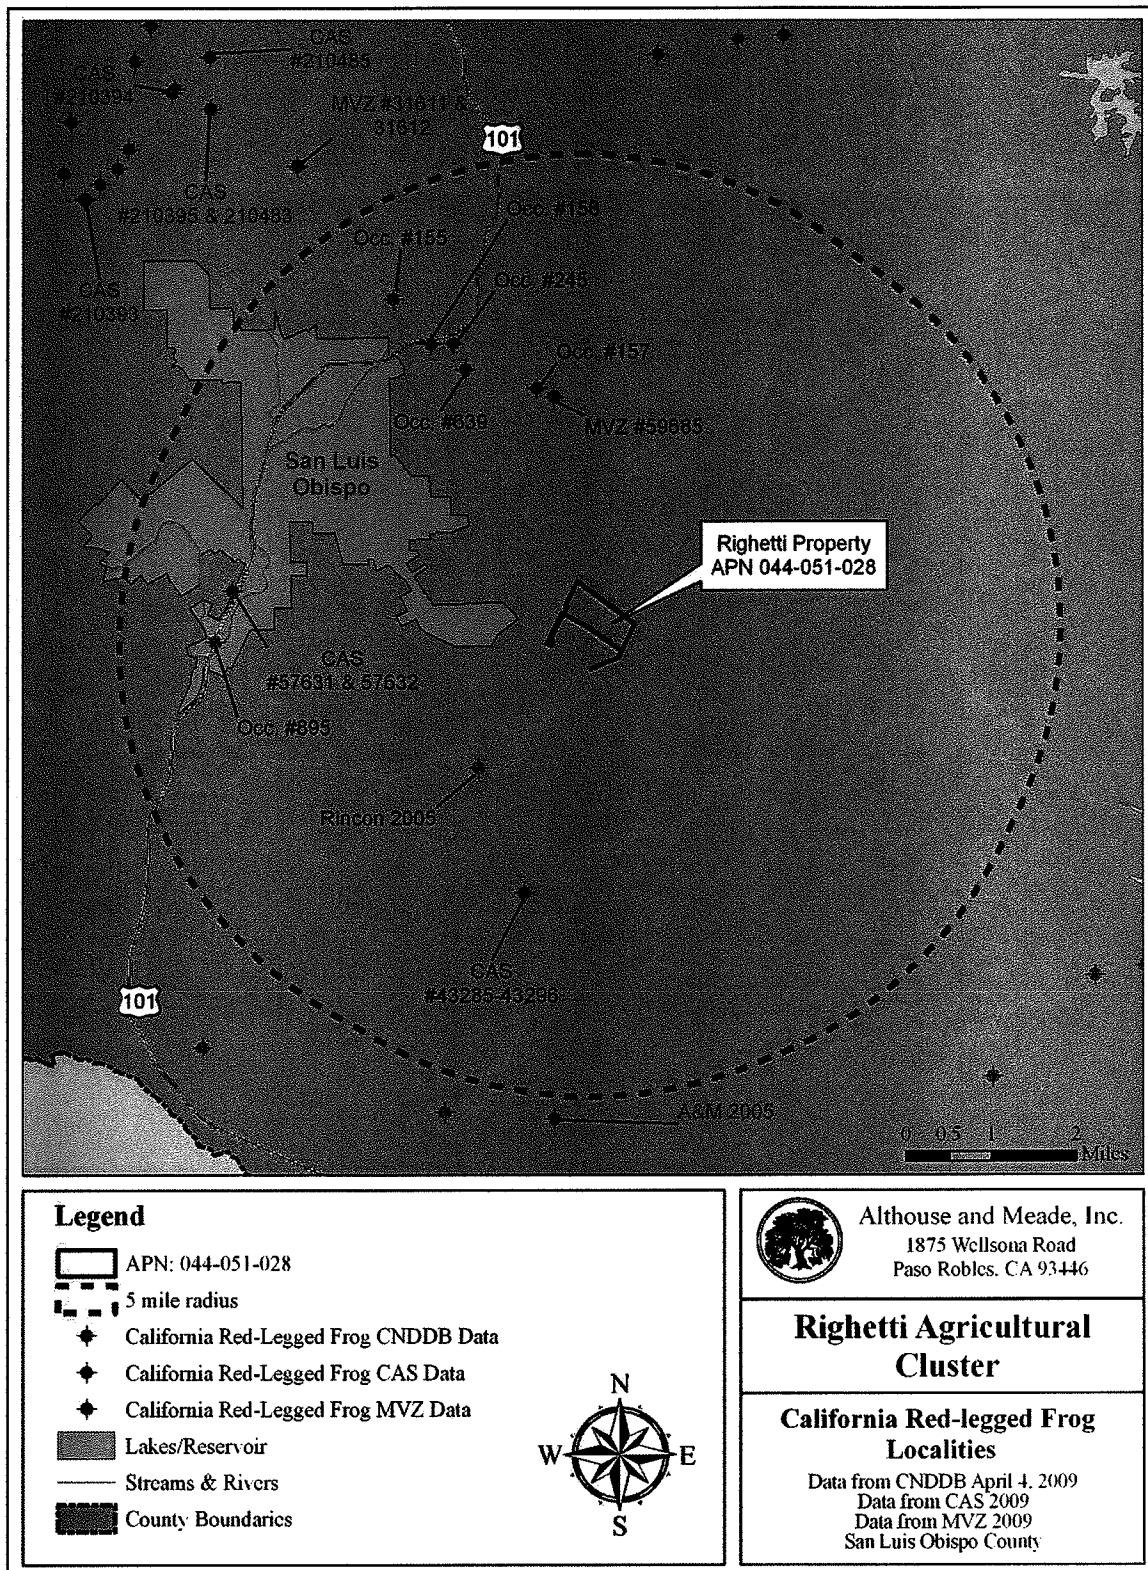 CAS
#210485
CAS
#210394
MVZ #31611 &
101
CAS
#210395 & 210483
Occ. #156
Occ. #155
Occ. #245
CAS
#210393
Occ. #157
Occ. #639
MVZ #59685
San Luis
Obispo
Righetti Property
APN 044-051-028
CAS
#57631 & 57632
Occ. #895
Rincon 2005
CAS
#43285-43296
101
A&M 2005
0 0.5 1 2
Miles
Legend
APN: 044-051-028
5 mile radius
California Red-Legged Frog CNDDB Data
California Red-Legged Frog CAS Data
California Red-Legged Frog MVZ Data
Lakes/Reservoir
Streams & Rivers
County Boundaries
N
W E
S
Althouse and Meade, Inc.
1875 Wellsona Road
Paso Robles, CA 93446
Righetti Agricultural
Cluster
California Red-legged Frog
Localities
Data from CNDDB April 4, 2009
Data from CAS 2009
Data from MVZ 2009
San Luis Obispo County